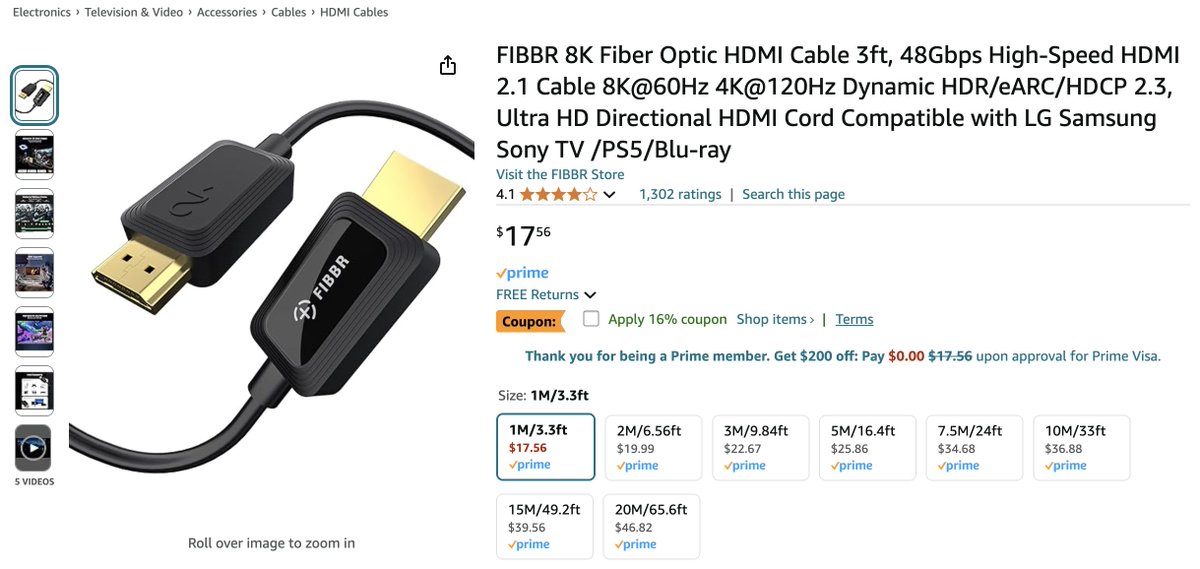 Electronics › Television & Video › Accessories › Cables › HDMI Cables
FIBBR 8K Fiber Optic HDMI Cable 3ft, 48Gbps High-Speed HDMI
2.1 Cable 8K@60Hz 4K@120Hz Dynamic HDR/eARC/HDCP 2.3,
Ultra HD Directional HDMI Cord Compatible with LG Samsung
Sony TV /PS5/Blu-ray
Visit the FIBBR Store
4.1 1,302 ratings | Search this page
$17 56
prime
FREE Returns
Coupon: Apply 16% coupon Shop items › | Terms
Thank you for being a Prime member. Get $200 off: Pay $0.00 $17.56 upon approval for Prime Visa.
Size: 1M/3.3ft
1M/3.3ft 2M/6.56ft 3M/9.84ft 5M/16.4ft 7.5M/24ft 10M/33ft
$17.56 $19.99 $22.67 $25.86 $34.68 $36.88
prime prime prime prime prime prime
15M/49.2ft 20M/65.6ft
$39.56 $46.82
prime prime
FIBBR
5 VIDEOS
Roll over image to zoom in